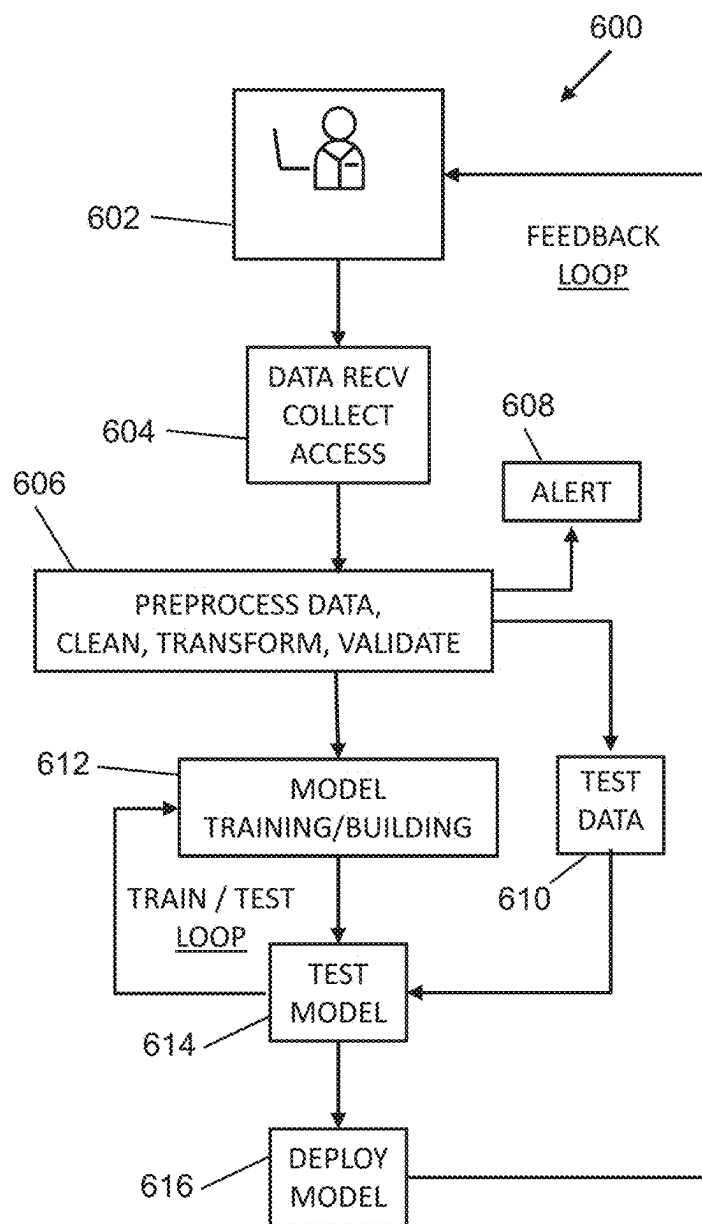 600
602
FEEDBACK
LOOP
DATA RECV
COLLECT
ACCESS
604
608
ALERT
606
PREPROCESS DATA,
CLEAN, TRANSFORM, VALIDATE
612
MODEL
TRAINING/BUILDING
TEST
DATA
610
TRAIN / TEST
LOOP
TEST
MODEL
614
DEPLOY
MODEL
616